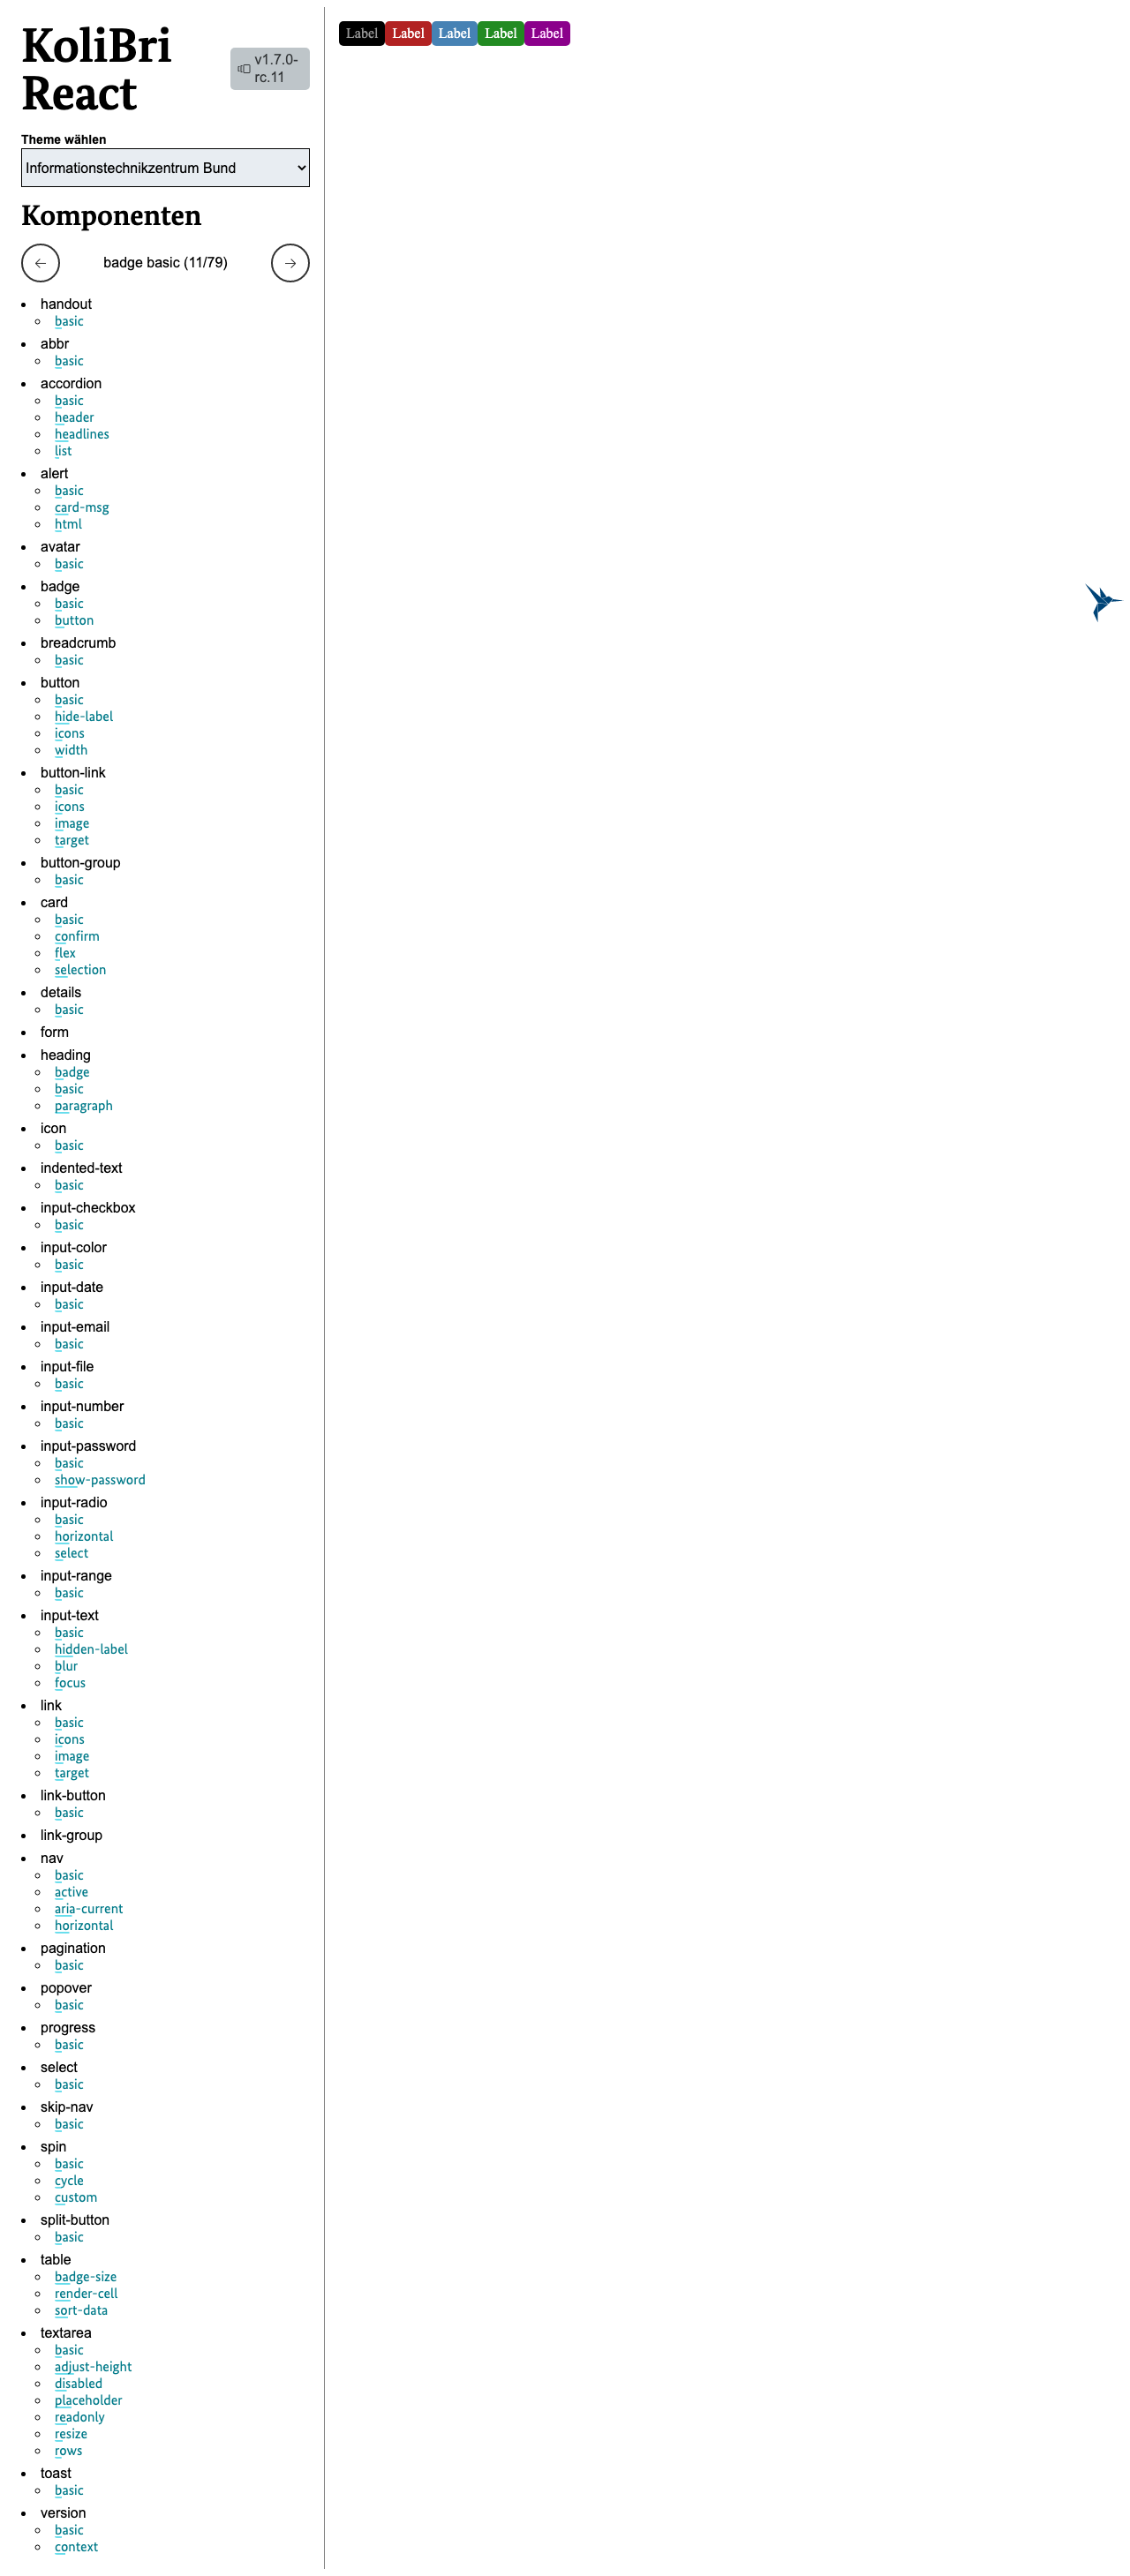 KoliBri
React
v1.7.0-
rc.11
Theme wählen
Informationstechnikzentrum Bund
Komponenten
badge basic (11/79)
handout
basic
abbr
basic
accordion
basic
header
headlines
list
alert
basic
card-msg
html
avatar
basic
badge
basic
button
breadcrumb
basic
button
basic
hide-label
icons
width
button-link
basic
icons
image
target
button-group
basic
card
basic
confirm
flex
selection
details
basic
form
heading
badge
basic
paragraph
icon
basic
indented-text
basic
input-checkbox
basic
input-color
basic
input-date
basic
input-email
basic
input-file
basic
input-number
basic
input-password
basic
show-password
input-radio
basic
horizontal
select
input-range
basic
input-text
basic
hidden-label
blur
focus
link
basic
icons
image
target
link-button
basic
link-group
nav
basic
active
aria-current
horizontal
pagination
basic
popover
basic
progress
basic
select
basic
skip-nav
basic
spin
basic
cycle
custom
split-button
basic
table
badge-size
render-cell
sort-data
textarea
basic
adjust-height
disabled
placeholder
readonly
resize
rows
toast
basic
version
basic
context
Label Label Label Label Label